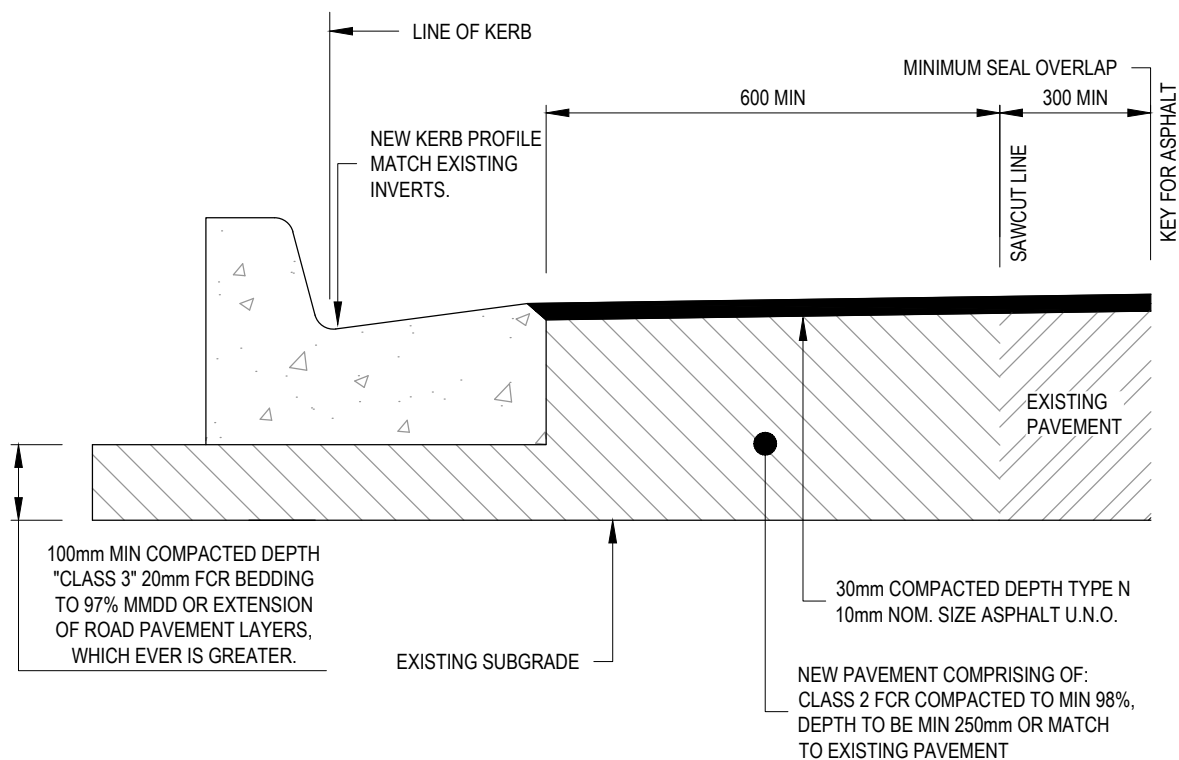 LINE OF KERB
MINIMUM SEAL OVERLAP
600 MIN
300 MIN
KEY FOR ASPHALT
NEW KERB PROFILE
MATCH EXISTING
INVERTS.
SAWCUT LINE
EXISTING
PAVEMENT
100mm MIN COMPACTED DEPTH
"CLASS 3" 20mm FCR BEDDING
TO 97% MMDD OR EXTENSION
OF ROAD PAVEMENT LAYERS,
WHICH EVER IS GREATER.
EXISTING SUBGRADE
30mm COMPACTED DEPTH TYPE N
10mm NOM. SIZE ASPHALT U.N.O.
NEW PAVEMENT COMPRISING OF:
CLASS 2 FCR COMPACTED TO MIN 98%,
DEPTH TO BE MIN 250mm OR MATCH
TO EXISTING PAVEMENT